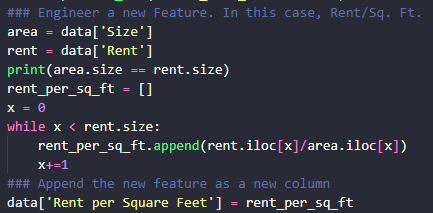 ### Engineer a new Feature. In this case, Rent/Sq. Ft.
area = data['Size']
rent = data['Rent']
print(area.size == rent.size)
rent_per_sq_ft = []
x = 0
while x < rent.size:
    rent_per_sq_ft.append(rent.iloc[x]/area.iloc[x])
    x+=1
### Append the new feature as a new column
data['Rent per Square Feet'] = rent_per_sq_ft